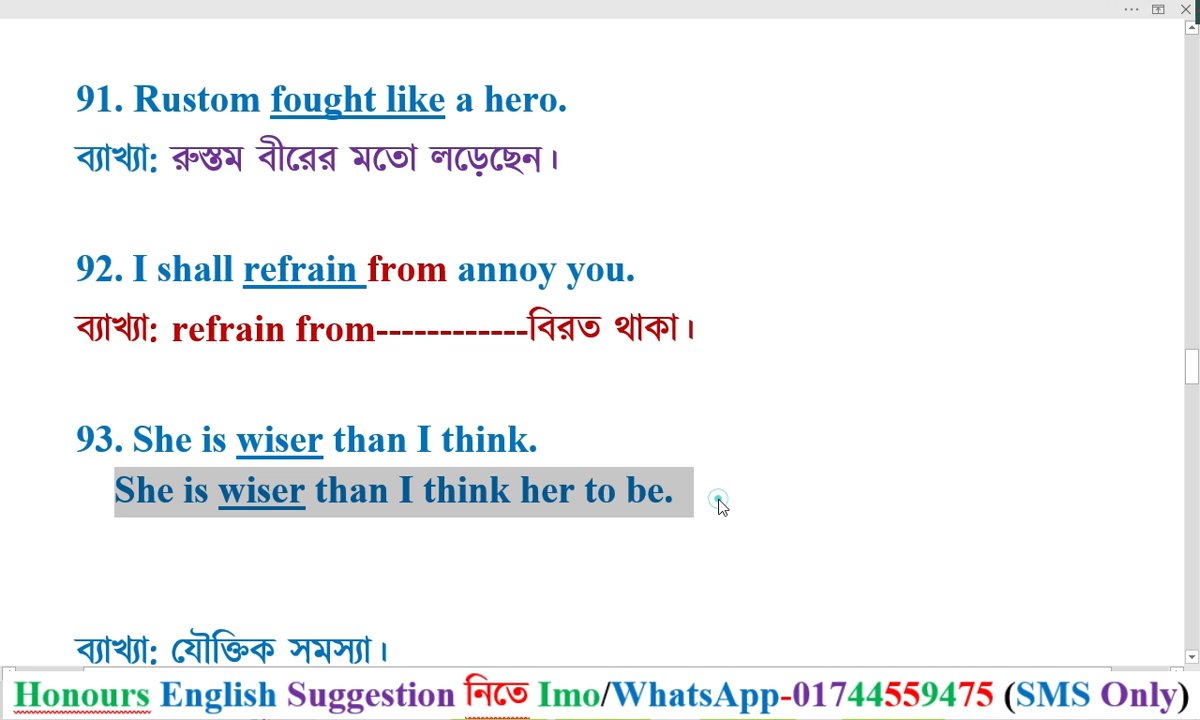 91. Rustom fought like a hero.
ব্যাখ্যা: রুস্তম বীরের মতো লড়েছেন।
92. I shall refrain from annoy you.
ব্যাখ্যা: refrain from------------বিরত থাকা।
93. She is wiser than I think.
She is wiser than I think her to be.
ব্যাখ্যা: যৌক্তিক সমস্যা।
Honours English Suggestion নিতে Imo/WhatsApp-01744559475 (SMS Only)